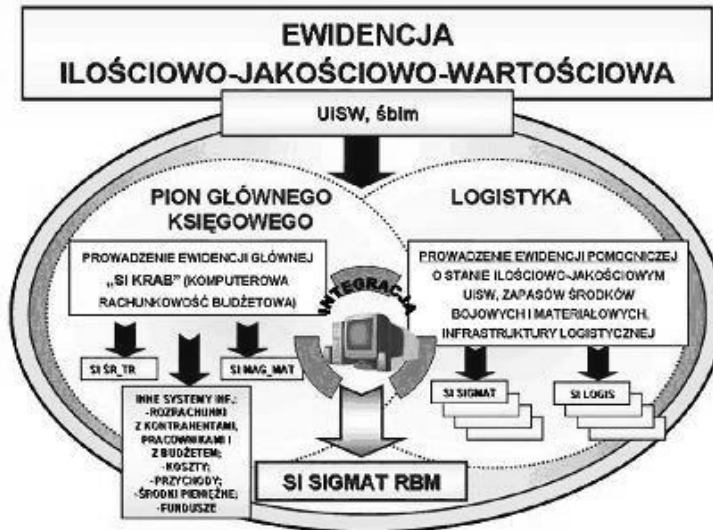 EWIDENCJA
ILOŚCIOWO-JAKOŚCIOWO-WARTOŚCIOWA
UiSW, śbim
PION GŁÓWNEGO
KSIĘGOWEGO
LOGISTYKA
PROWADZENIE EWIDENCJI GŁÓWNEJ
„SI KRAB” (KOMPUTEROWA
RACHUNKOWOŚĆ BUDŻETOWA)
PROWADZENIE EWIDENCJI POMOCNICZEJ
O STANIE ILOŚCIOWO-JAKOŚCIOWYM
UiSW, ZAPASÓW ŚRODKÓW
BOJOWYCH I MATERIAŁOWYCH,
INFRASTRUKTURY LOGISTYCZNEJ
INTEGRACJA
SI ŚR_TR
SI MAG_MAT
SI SIGMAT
SI LOGIS
INNE SYSTEMY INF.:
-ROZRACHUNKI
Z KONTRAHENTAMI,
PRACOWNIKAMI I
Z BUDŻETEM;
-KOSZTY;
-PRZYCHODY;
-ŚRODKI PIENIĘŻNE;
-FUNDUSZE
SI SIGMAT RBM